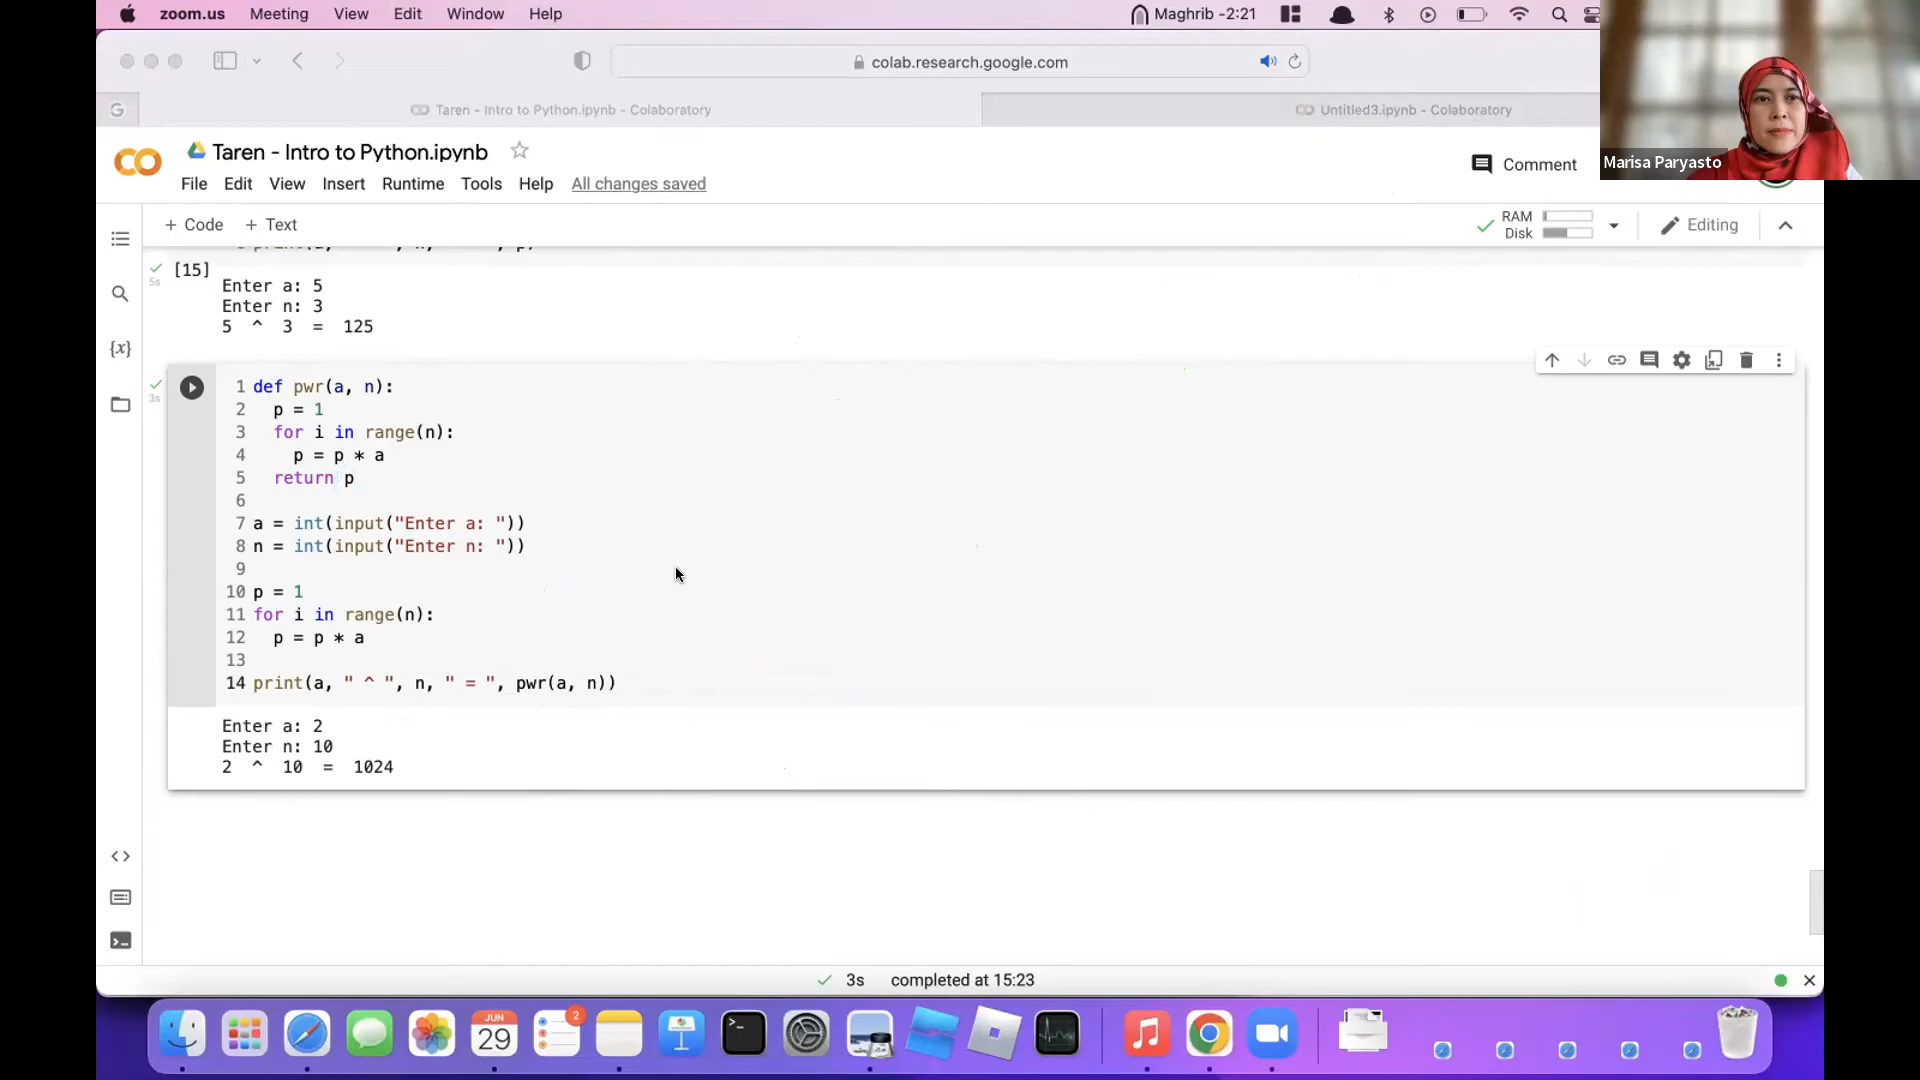 zoom.us Meeting View Edit Window Help Maghrib -2:21
colab.research.google.com
G Taren - Intro to Python.ipynb - Colaboratory Untitled3.ipynb - Colaboratory
CO Taren - Intro to Python.ipynb
Comment
Marisa Paryasto
File Edit View Insert Runtime Tools Help All changes saved
+ Code + Text
RAM
Disk
Editing
[15]
5s
Enter a: 5
Enter n: 3
5 ^ 3 = 125
{x}
3s
1 def pwr(a, n):
2 p = 1
3 for i in range(n):
4 p = p * a
5 return p
6
7 a = int(input("Enter a: "))
8 n = int(input("Enter n: "))
9
10 p = 1
11 for i in range(n):
12 p = p * a
13
14 print(a, " ^ ", n, " = ", pwr(a, n))
Enter a: 2
Enter n: 10
2 ^ 10 = 1024
3s completed at 15:23
JUN
29
2